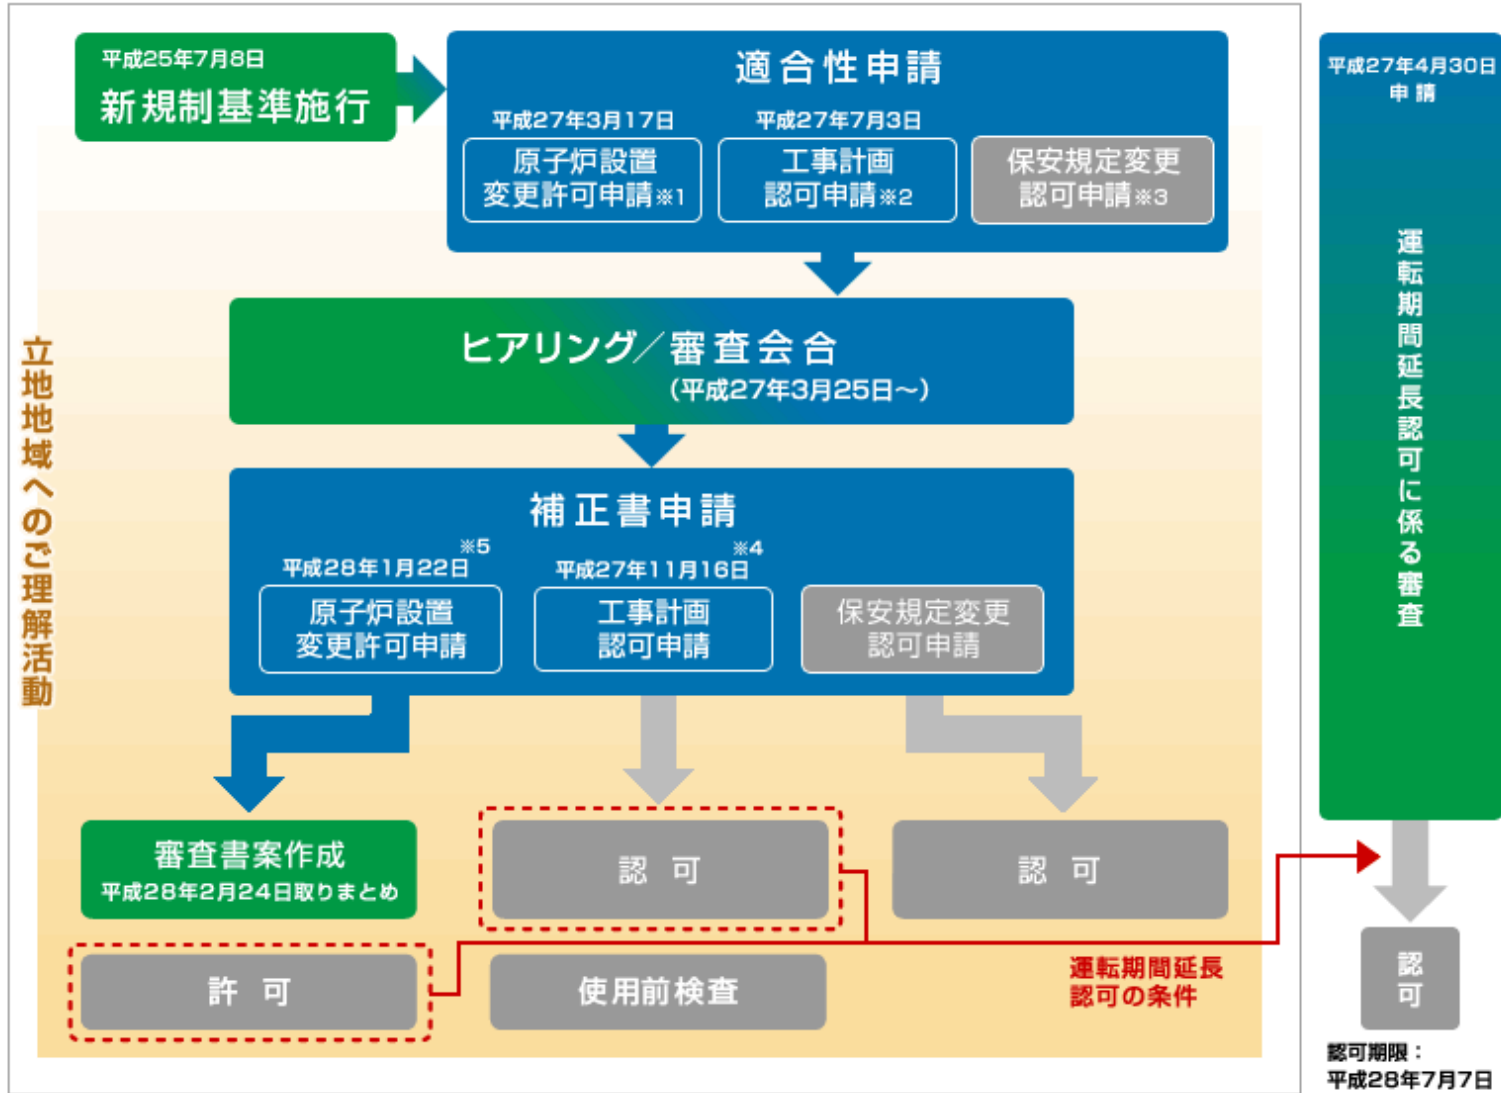 平成25年7月8日
新規制基準施行
適合性申請
平成27年3月17日
原子炉設置
変更許可申請※1
平成27年7月3日
工事計画
認可申請※2
保安規定変更
認可申請※3
ヒアリング／審査会合
(平成27年3月25日～)
補正書申請
※5
平成28年1月22日
原子炉設置
変更許可申請
※4
平成27年11月16日
工事計画
認可申請
保安規定変更
認可申請
審査書案作成
平成28年2月24日取りまとめ
認可
認可
許可
使用前検査
運転期間延長
認可の条件
立地地域へのご理解活動
平成27年4月30日
申請
運転期間延長認可に係る審査
認可
認可期限：
平成28年7月7日